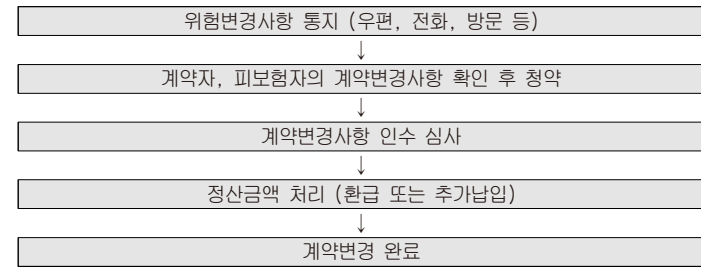 위험변경사항 통지 (우편, 전화, 방문 등)
↓
계약자, 피보험자의 계약변경사항 확인 후 청약
↓
계약변경사항 인수 심사
↓
정산금액 처리 (환급 또는 추가납입)
↓
계약변경 완료